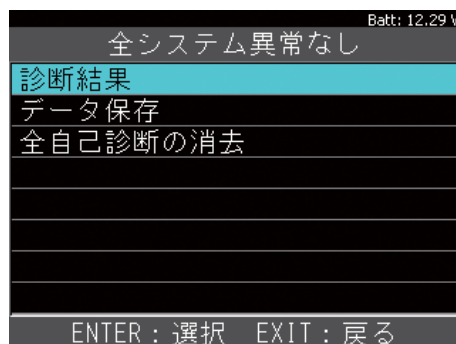 Batt: 12.29 V
全システム異常なし
診断結果
データ保存
全自己診断の消去
ENTER：選択　EXIT：戻る